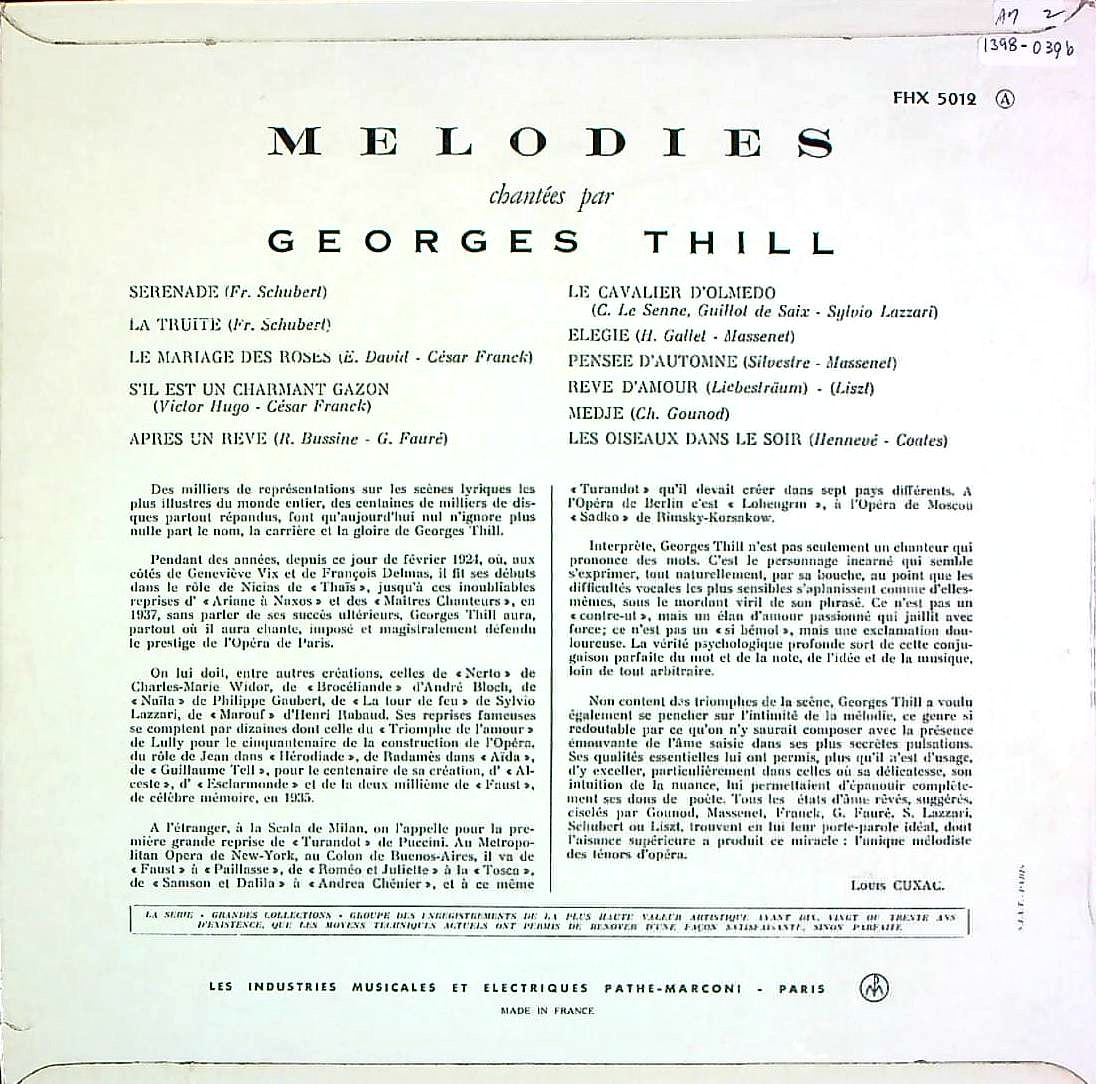 AM 2
1398-039b
FHX 5012 A
MELODIES
chantées par
GEORGES THILL
SERENADE (Fr. Schubert)
LA TRUITE (Fr. Schubert)
LE MARIAGE DES ROSES (E. David - César Franck)
S'IL EST UN CHARMANT GAZON
(Victor Hugo - César Franck)
APRES UN REVE (R. Bussine - G. Fauré)
LE CAVALIER D'OLMEDO
(C. Le Senne, Guillot de Saix - Sylvio Lazzari)
ELEGIE (H. Gallet - Massenet)
PENSEE D'AUTOMNE (Silvestre - Massenet)
REVE D'AMOUR (Liebesträum) - (Liszt)
MEDJE (Ch. Gounod)
LES OISEAUX DANS LE SOIR (Hennevé - Coates)
Des milliers de représentations sur les scènes lyriques les
plus illustres du monde entier, des centaines de milliers de dis-
ques partout répandus, font qu'aujourd'hui nul n'ignore plus
nulle part le nom, la carrière et la gloire de Georges Thill.
Pendant des années, depuis ce jour de février 1924, où, aux
côtés de Geneviève Vix et de François Delmas, il fit ses débuts
dans le rôle de Nicias de « Thaïs », jusqu'à ces inoubliables
reprises d' « Ariane à Naxos » et des « Maîtres Chanteurs », en
1937, sans parler de ses succès ultérieurs, Georges Thill aura,
partout où il aura chanté, imposé et magistralement défendu
le prestige de l'Opéra de Paris.
On lui doit, entre autres créations, celles de « Nerto » de
Charles-Marie Widor, de « Brocéliande » d'André Bloch, de
« Naïla » de Philippe Gaubert, de « La tour de feu » de Sylvio
Lazzari, de « Marouf » d'Henri Rabaud. Ses reprises fameuses
se comptent par dizaines dont celle du « Triomphe de l'amour »
de Lully pour le cinquantenaire de la construction de l'Opéra,
du rôle de Jean dans « Hérodiade », de Radamès dans « Aïda »,
de « Guillaume Tell », pour le centenaire de sa création, d' « Al-
ceste », d' « Esclarmonde » et de la deux millième de « Faust »,
de célèbre mémoire, en 1935.
A l'étranger, à la Scala de Milan, on l'appelle pour la pre-
mière grande reprise de « Turandot » de Puccini. Au Metropo-
litan Opera de New-York, au Colon de Buenos-Aires, il va de
« Faust » à « Paillasse », de « Roméo et Juliette » à la « Tosca »,
de « Samson et Dalila » à « Andrea Chénier », et à ce même
« Turandot » qu'il devait créer dans sept pays différents. A
l'Opéra de Berlin c'est « Lohengrin », à l'Opéra de Moscou
« Sadko » de Rimsky-Korsakow.
Interprète, Georges Thill n'est pas seulement un chanteur qui
prononce des mots. C'est le personnage incarné qui semble
s'exprimer, tout naturellement, par sa bouche, au point que les
difficultés vocales les plus sensibles s'aplanissent comme d'elles-
mêmes, sous le mordant viril de son phrasé. Ce n'est pas un
« contre-ut », mais un élan d'amour passionné qui jaillit avec
force; ce n'est pas un « si bémol », mais une exclamation dou-
loureuse. La vérité psychologique profonde sort de cette conju-
gaison parfaite du mot et de la note, de l'idée et de la musique,
loin de tout arbitraire.
Non content des triomphes de la scène, Georges Thill a voulu
également se pencher sur l'intimité de la mélodie, ce genre si
redoutable par ce qu'on n'y saurait composer avec la présence
émouvante de l'âme saisie dans ses plus secrètes pulsations.
Ses qualités essentielles lui ont permis, plus qu'il n'est d'usage,
d'y exceller, particulièrement dans celles où sa délicatesse, son
intuition de la nuance, lui permettaient d'épanouir complète-
ment ses dons de poète. Tous les états d'âme rêvés, suggérés,
ciselés par Gounod, Massenet, Franck, G. Fauré, S. Lazzari,
Schubert ou Liszt, trouvent en lui leur porte-parole idéal, dont
l'aisance supérieure a produit ce miracle : l'unique mélodiste
des ténors d'opéra.
Louis CUXAC.
LA SERIE - GRANDES COLLECTIONS - GROUPE DES ENREGISTREMENTS DE LA PLUS HAUTE VALEUR ARTISTIQUE AYANT DIX, VINGT OU TRENTE ANS
D'EXISTENCE, QUE LES MOYENS TECHNIQUES ACTUELS ONT PERMIS DE RENOVER D'UNE FAÇON SATISFAISANTE, SINON PARFAITE
LES INDUSTRIES MUSICALES ET ELECTRIQUES PATHE-MARCONI - PARIS
MADE IN FRANCE